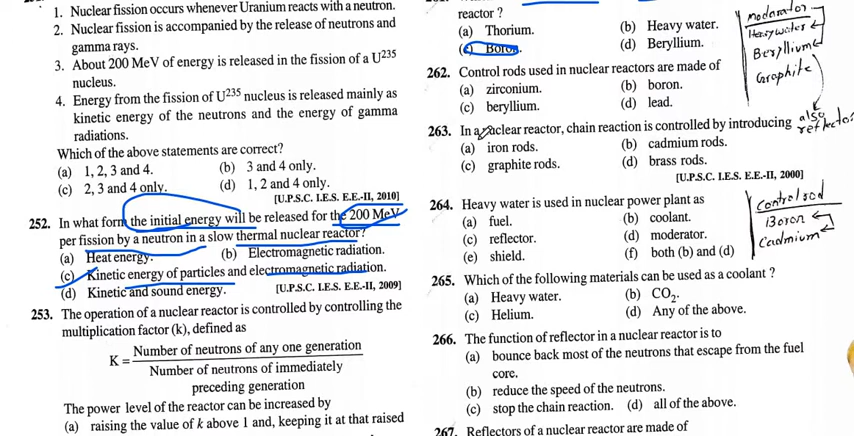 1. Nuclear fission occurs whenever Uranium reacts with a neutron.
2. Nuclear fission is accompanied by the release of neutrons and
gamma rays.
3. About 200 MeV of energy is released in the fission of a U235
nucleus.
4. Energy from the fission of U235 nucleus is released mainly as
kinetic energy of the neutrons and the energy of gamma
radiations.
Which of the above statements are correct?
(a) 1, 2, 3 and 4. (b) 3 and 4 only.
(c) 2, 3 and 4 only. (d) 1, 2 and 4 only.
[U.P.S.C. I.E.S. E.E.-II, 2010]
252. In what form the initial energy will be released for the 200 MeV
per fission by a neutron in a slow thermal nuclear reactor?
(a) Heat energy. (b) Electromagnetic radiation.
(c) Kinetic energy of particles and electromagnetic radiation.
(d) Kinetic and sound energy. [U.P.S.C. I.E.S. E.E.-II, 2009]
253. The operation of a nuclear reactor is controlled by controlling the
multiplication factor (k), defined as
K = Number of neutrons of any one generation
Number of neutrons of immediately
preceding generation
The power level of the reactor can be increased by
(a) raising the value of k above 1 and, keeping it at that raised
reactor ?
(a) Thorium. (b) Heavy water.
(c) Boron. (d) Beryllium.
262. Control rods used in nuclear reactors are made of
(a) zirconium. (b) boron.
(c) beryllium. (d) lead.
263. In a nuclear reactor, chain reaction is controlled by introducing
(a) iron rods. (b) cadmium rods.
(c) graphite rods. (d) brass rods.
[U.P.S.C. I.E.S. E.E.-II, 2000]
264. Heavy water is used in nuclear power plant as
(a) fuel. (b) coolant.
(c) reflector. (d) moderator.
(e) shield. (f) both (b) and (d)
265. Which of the following materials can be used as a coolant ?
(a) Heavy water. (b) CO2.
(c) Helium. (d) Any of the above.
266. The function of reflector in a nuclear reactor is to
(a) bounce back most of the neutrons that escape from the fuel
core.
(b) reduce the speed of the neutrons.
(c) stop the chain reaction. (d) all of the above.
267. Reflectors of a nuclear reactor are made of
moderator
Heavywater
Beryllium
Graphite
also
reflector
Control rod
Boron
Cadmium